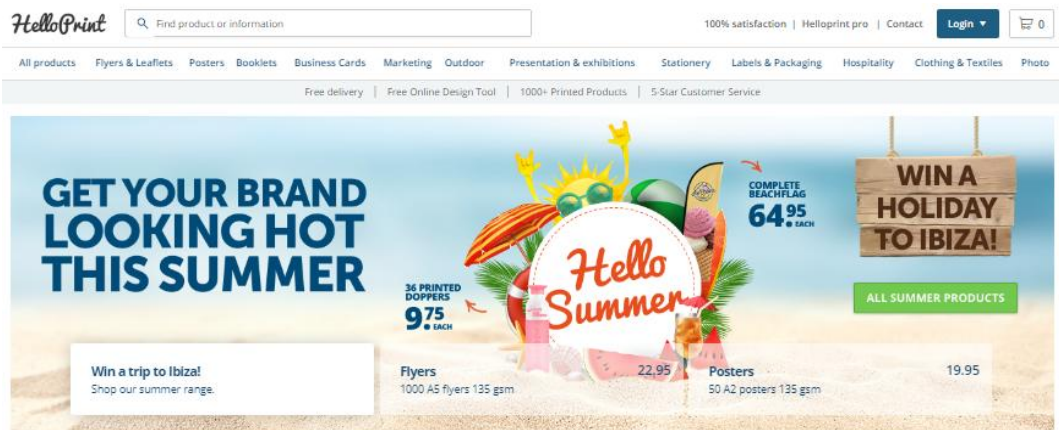 HelloPrint
Find product or information
100% satisfaction | Helloprint pro | Contact
Login
0
All products Flyers & Leaflets Posters Booklets Business Cards Marketing Outdoor Presentation & exhibitions Stationery Labels & Packaging Hospitality Clothing & Textiles Photo
Free delivery | Free Online Design Tool | 1000+ Printed Products | 5-Star Customer Service
GET YOUR BRAND
LOOKING HOT
THIS SUMMER
36 PRINTED
DOPPERS
9.75 EACH
Hello
Summer
COMPLETE
BEACHFLAG
64.95 EACH
WIN A
HOLIDAY
TO IBIZA!
ALL SUMMER PRODUCTS
Win a trip to Ibiza!
Shop our summer range.
Flyers 22.95
1000 A5 flyers 135 gsm
Posters 19.95
50 A2 posters 135 gsm